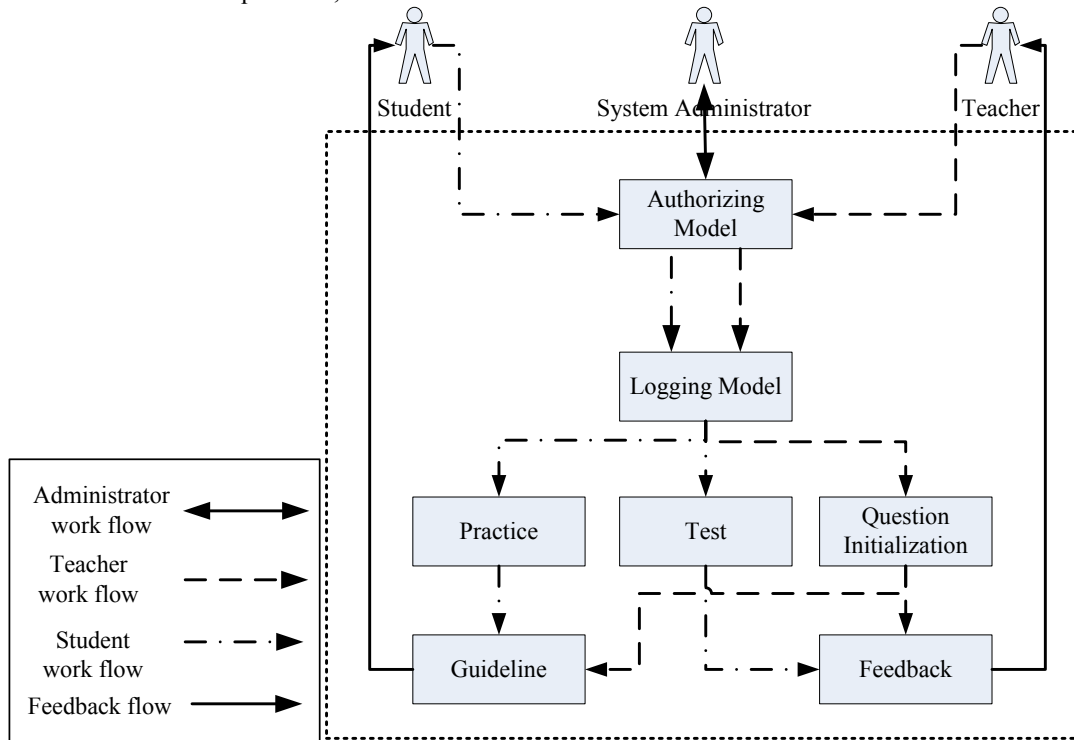 Student
System Administrator
Teacher
Authorizing
Model
Logging Model
Practice
Test
Question
Initialization
Guideline
Feedback
Administrator
work flow
Teacher
work flow
Student
work flow
Feedback flow